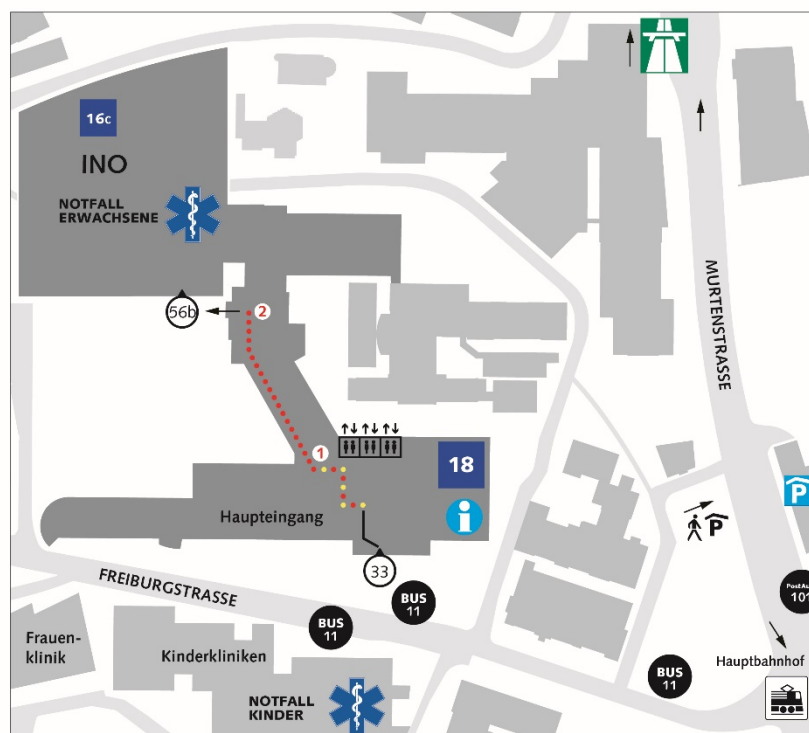 16c
INO
NOTFALL
ERWACHSENE
56b
2
1
18
Haupteingang
33
MURTENSTRASSE
P
P
FREIBURGSTRASSE
BUS
11
BUS
11
BUS
11
101
Hauptbahnhof
Frauen-
klinik
Kinderkliniken
NOTFALL
KINDER